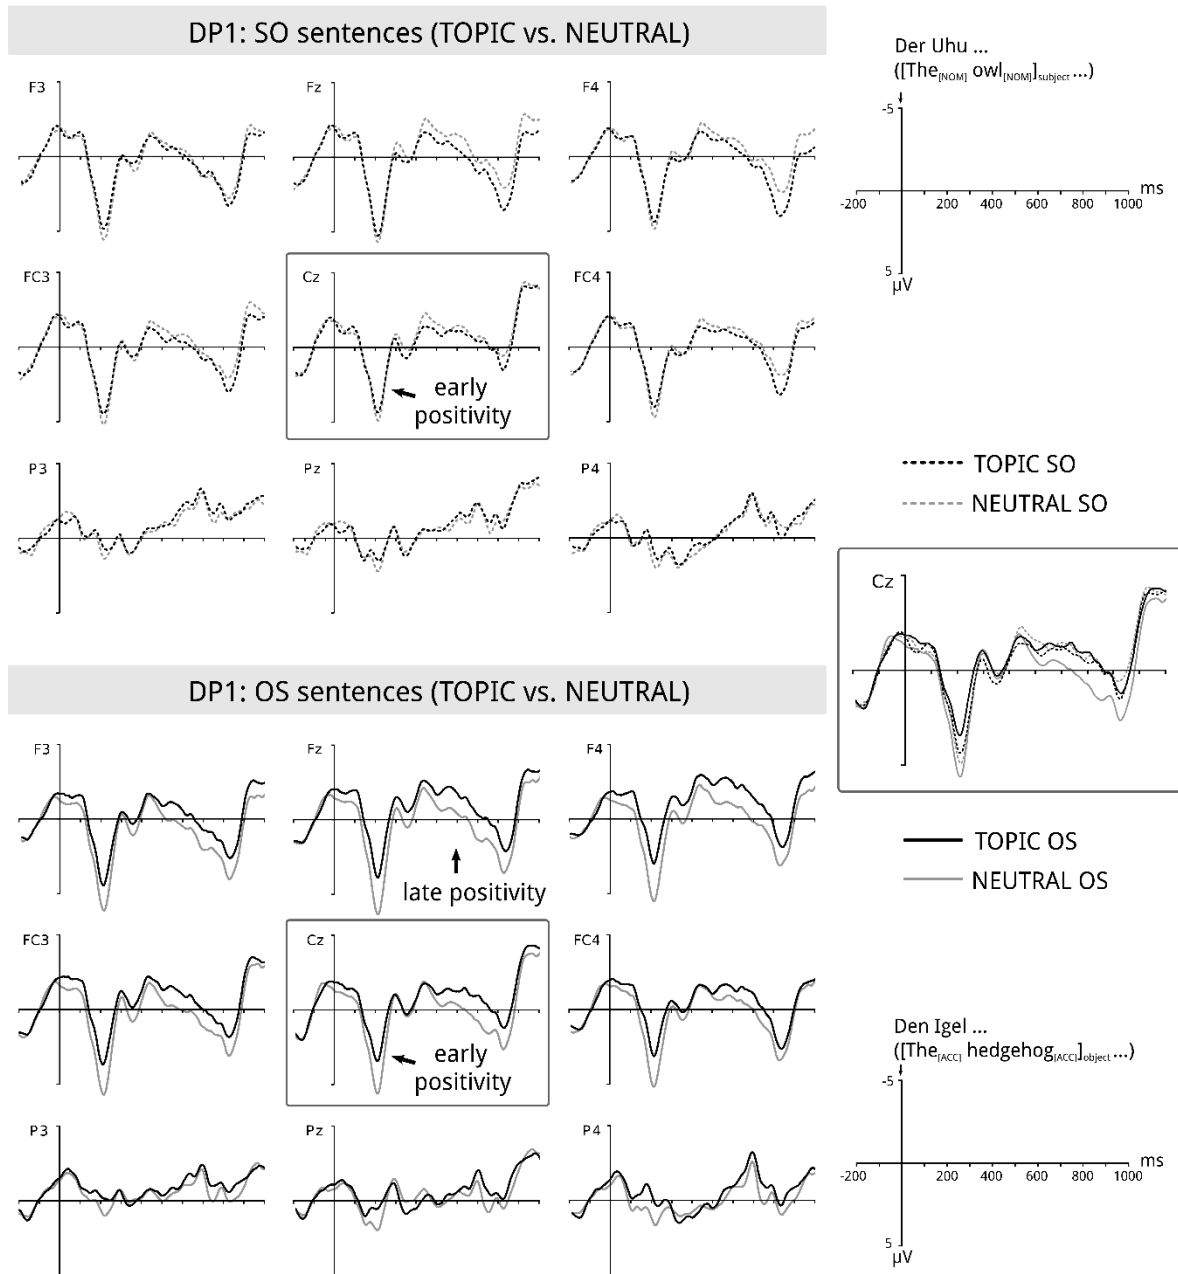 DP1: SO sentences (TOPIC vs. NEUTRAL)
F3
Fz
F4
FC3
Cz
early
positivity
FC4
P3
Pz
P4
Der Uhu ...
([The[NOM] owl[NOM]]subject ...)
-5
-200 200 400 600 800 1000 ms
5
µV
TOPIC SO
NEUTRAL SO
Cz
DP1: OS sentences (TOPIC vs. NEUTRAL)
F3
Fz
late positivity
F4
FC3
Cz
early
positivity
FC4
P3
Pz
P4
TOPIC OS
NEUTRAL OS
Den Igel ...
([The[ACC] hedgehog[ACC]]object ...)
-5
-200 200 400 600 800 1000 ms
5
µV